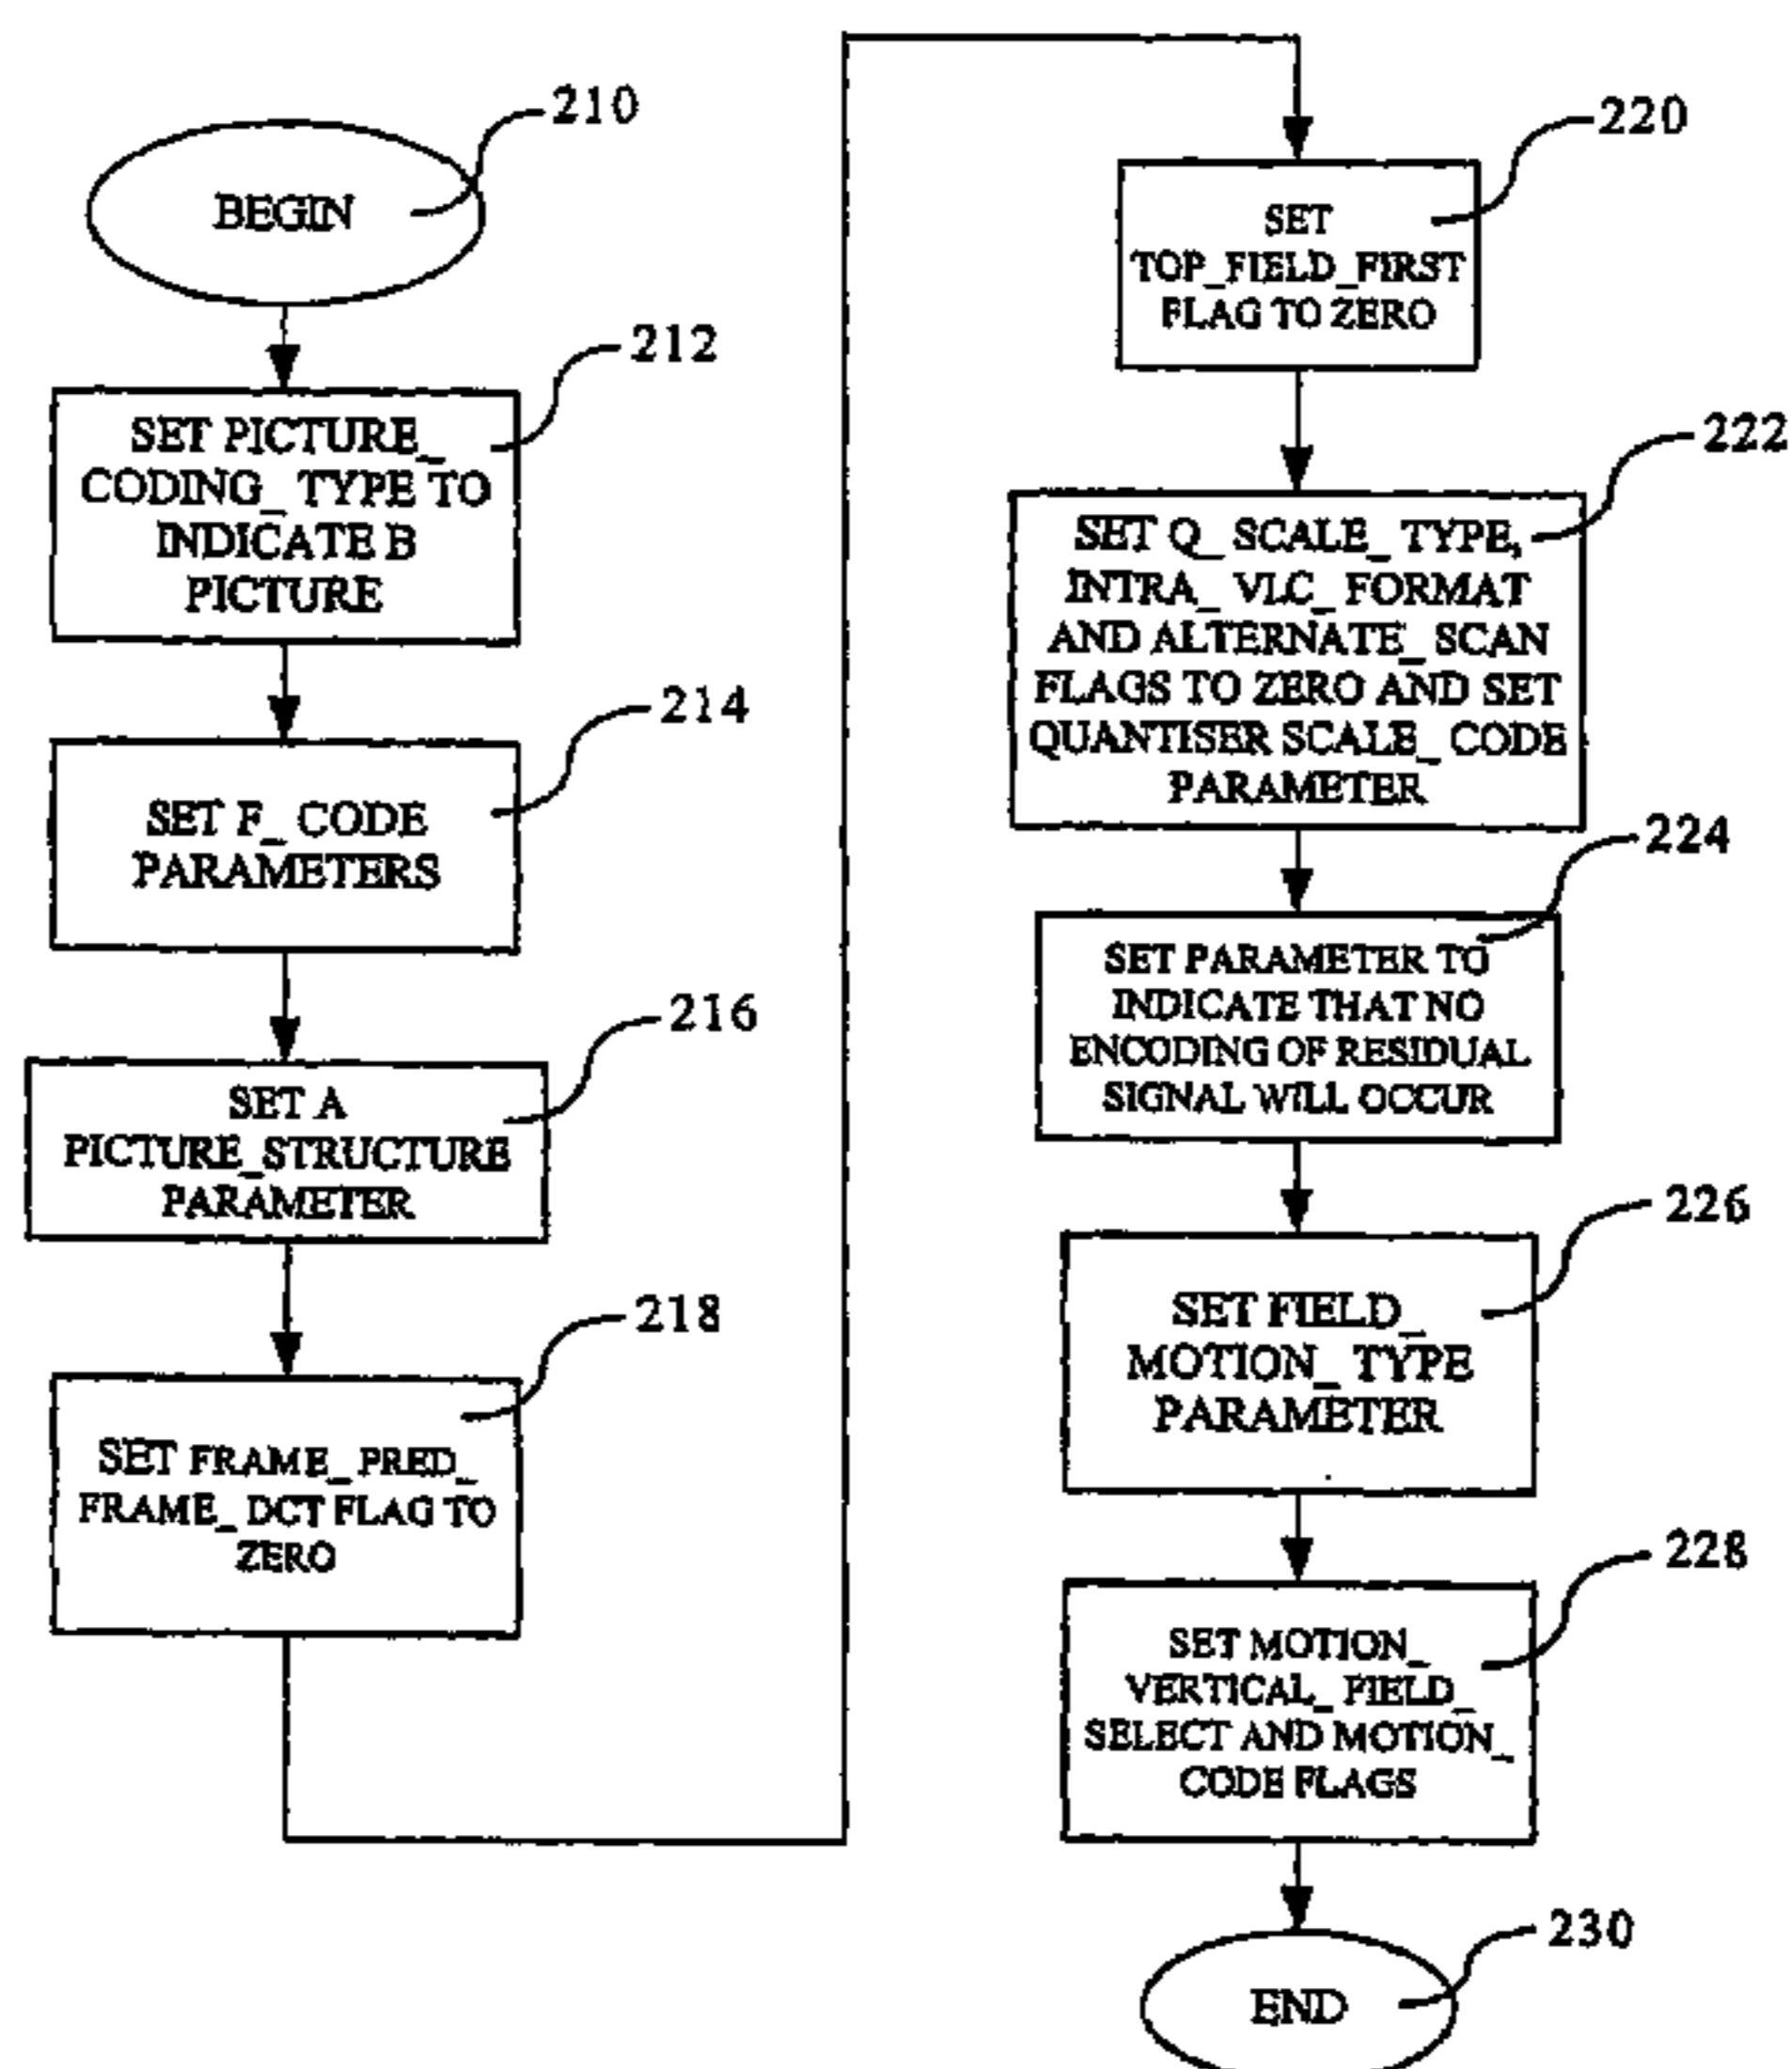 210
BEGIN
212
SET PICTURE_
CODING_ TYPE TO
INDICATE B
PICTURE
214
SET F_ CODE
PARAMETERS
216
SET A
PICTURE_STRUCTURE
PARAMETER
218
SET FRAME_ PRED_
FRAME_ DCT FLAG TO
ZERO
220
SET
TOP_FIELD_FIRST
FLAG TO ZERO
222
SET Q_ SCALE_ TYPE,
INTRA_ VLC_ FORMAT
AND ALTERNATE_ SCAN
FLAGS TO ZERO AND SET
QUANTISER SCALE_ CODE
PARAMETER
224
SET PARAMETER TO
INDICATE THAT NO
ENCODING OF RESIDUAL
SIGNAL WILL OCCUR
226
SET FIELD_
MOTION_ TYPE
PARAMETER
228
SET MOTION_
VERTICAL_ FIELD_
SELECT AND MOTION_
CODE FLAGS
230
END